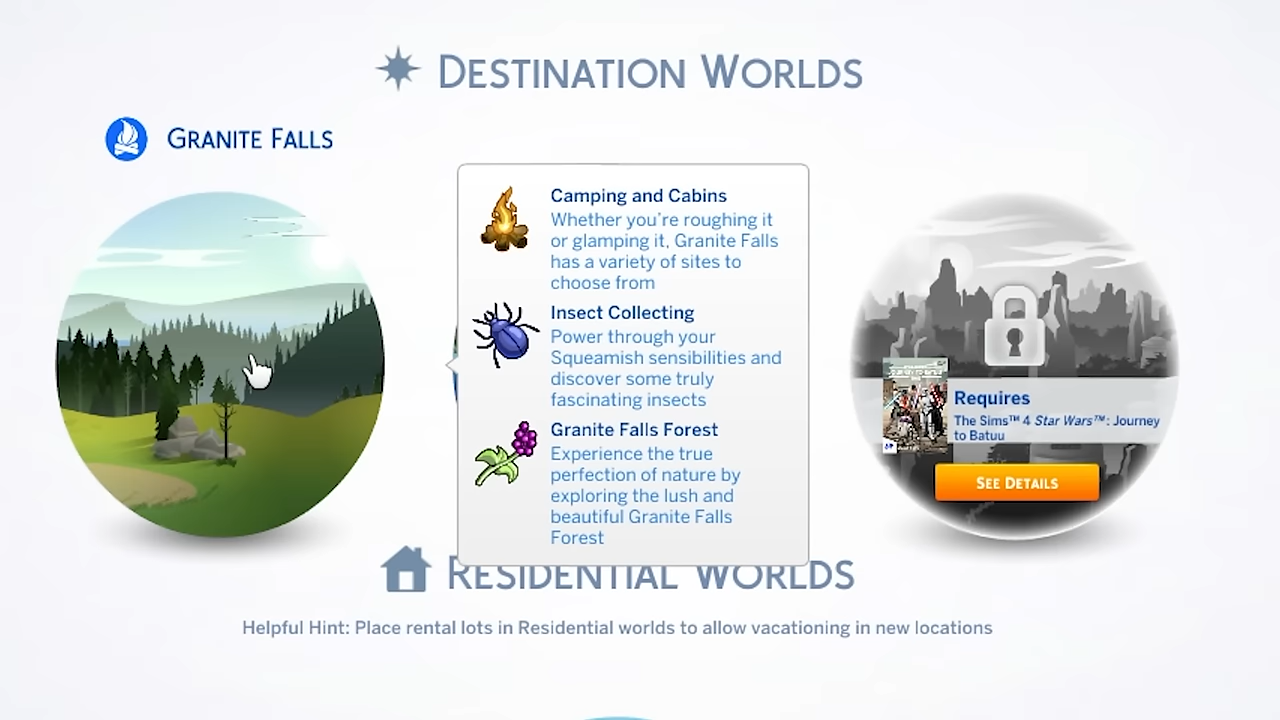 DESTINATION WORLDS
GRANITE FALLS
Camping and Cabins
Whether you're roughing it
or glamping it, Granite Falls
has a variety of sites to
choose from
Insect Collecting
Power through your
Squeamish sensibilities and
discover some truly
fascinating insects
Granite Falls Forest
Experience the true
perfection of nature by
exploring the lush and
beautiful Granite Falls
Forest
Requires
The Sims™ 4 Star Wars™: Journey
to Batuu
SEE DETAILS
RESIDENTIAL WORLDS
Helpful Hint: Place rental lots in Residential worlds to allow vacationing in new locations